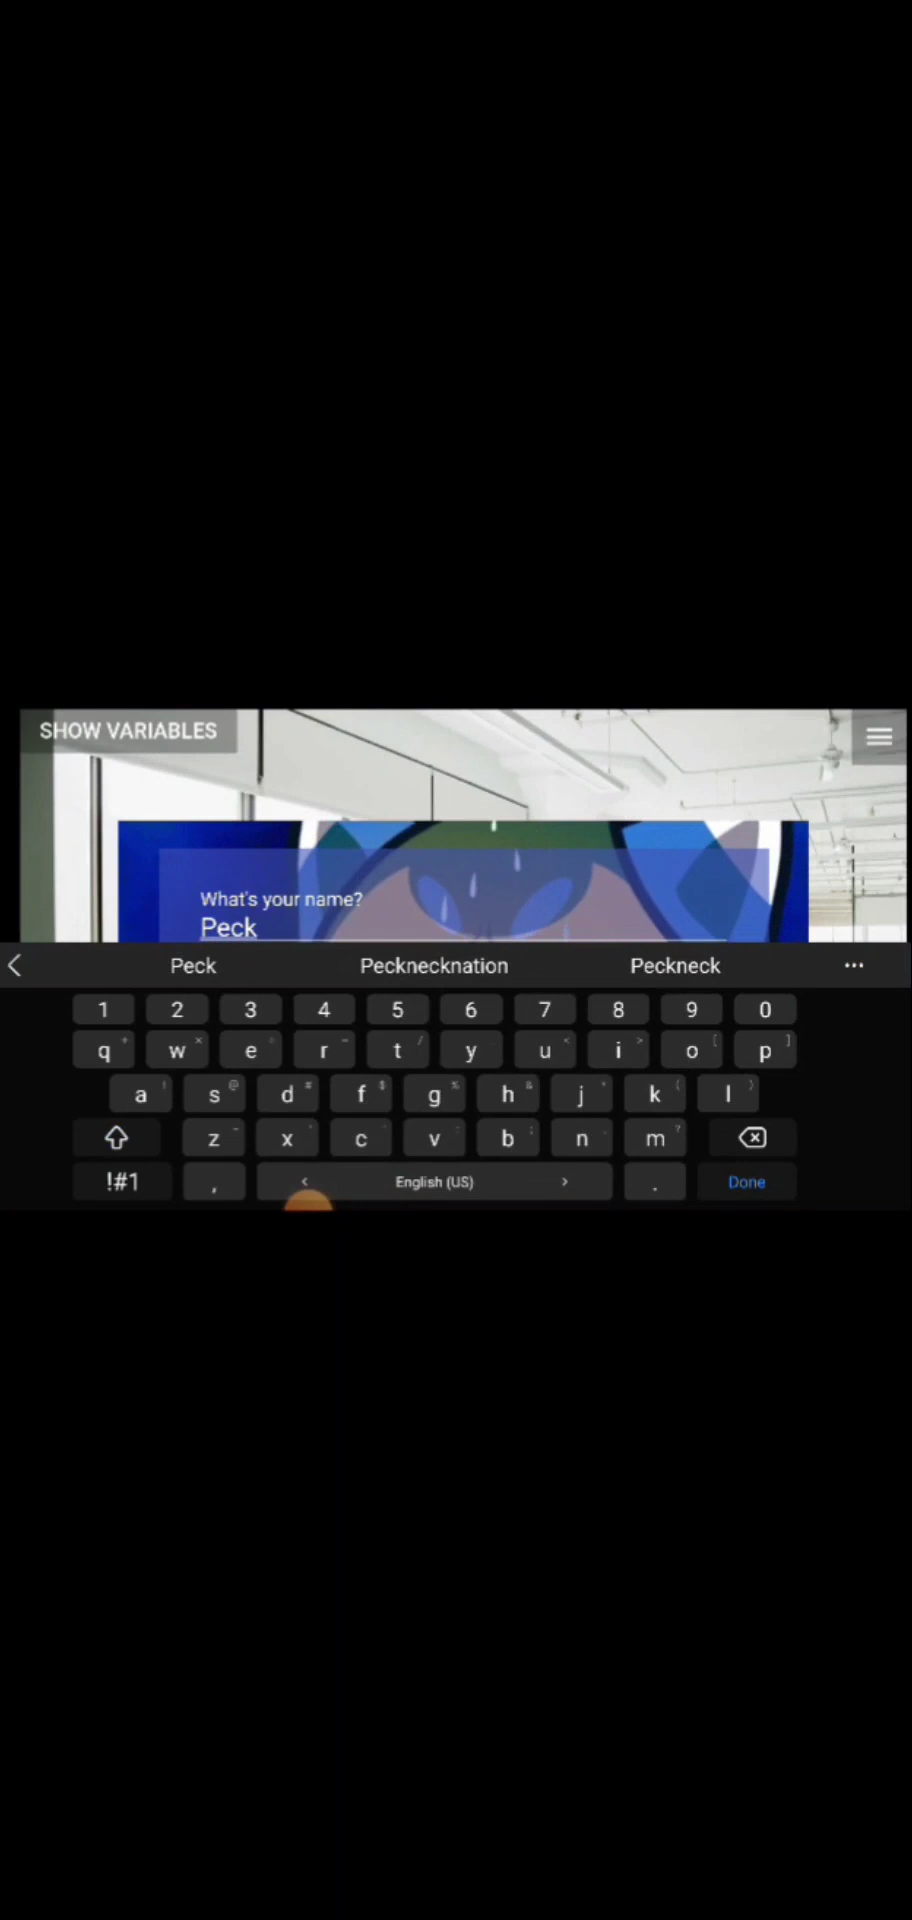 SHOW VARIABLES
What's your name?
Peck
Peck Pecknecknation Peckneck ...
1 2 3 4 5 6 7 8 9 0
q w e r t y u i o p
a s d f g h j k l
z x c v b n m
!#1 , < English (US) > . Done